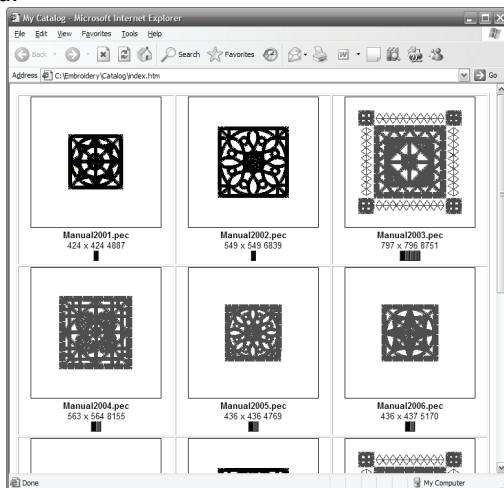 My Catalog - Microsoft Internet Explorer
File Edit View Favorites Tools Help
Back Search Favorites
Address C:\Embroidery\Catalog\index.htm Go
Manual2001.pec Manual2002.pec Manual2003.pec
424 x 424 4887 549 x 549 6839 797 x 796 8751
Manual2004.pec Manual2005.pec Manual2006.pec
563 x 564 8155 436 x 436 4769 436 x 437 5170
Done My Computer